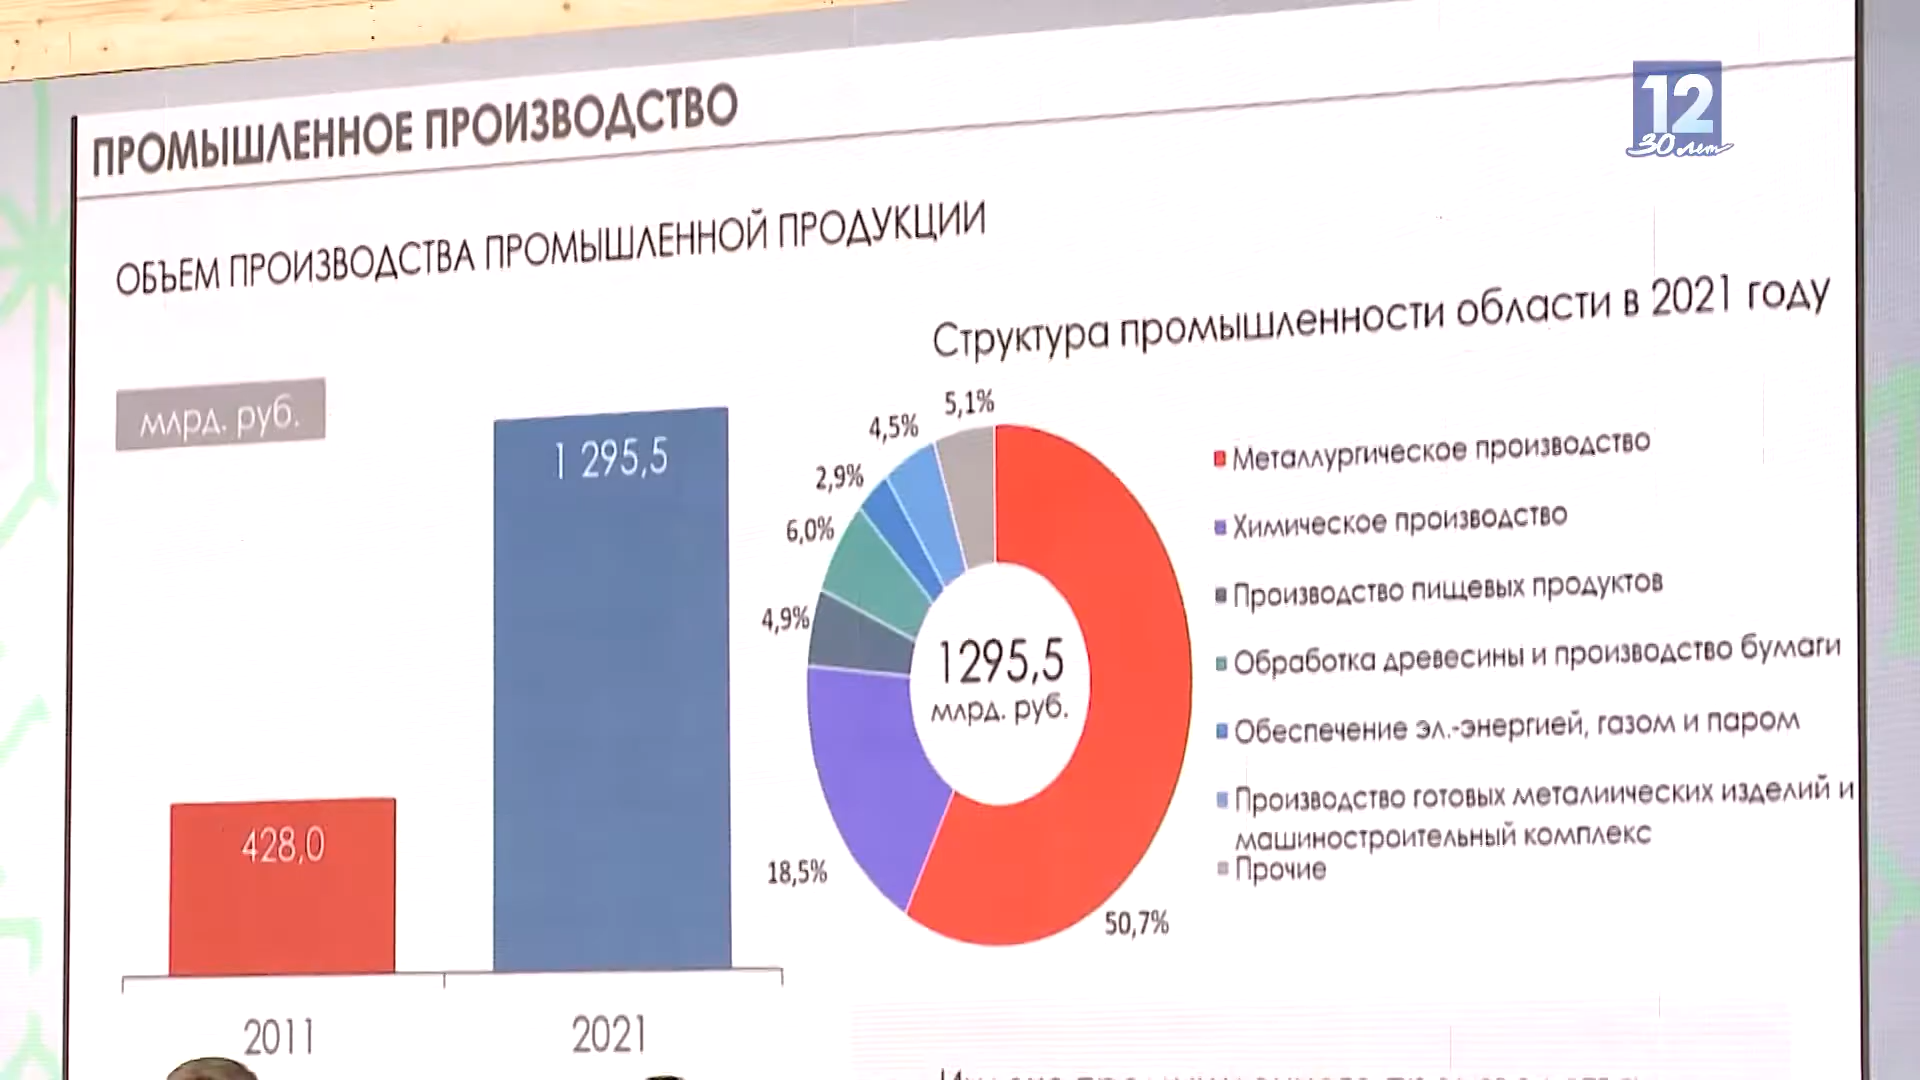 12
30 лет
ПРОМЫШЛЕННОЕ ПРОИЗВОДСТВО
ОБЪЕМ ПРОИЗВОДСТВА ПРОМЫШЛЕННОЙ ПРОДУКЦИИ
млрд. руб.
428,0
1 295,5
2011
2021
Структура промышленности области в 2021 году
5,1%
4,5%
2,9%
6,0%
4,9%
18,5%
50,7%
1295,5
млрд. руб.
Металлургическое производство
Химическое производство
Производство пищевых продуктов
Обработка древесины и производство бумаги
Обеспечение эл.-энергией, газом и паром
Производство готовых металиических изделий и
машиностроительный комплекс
Прочие